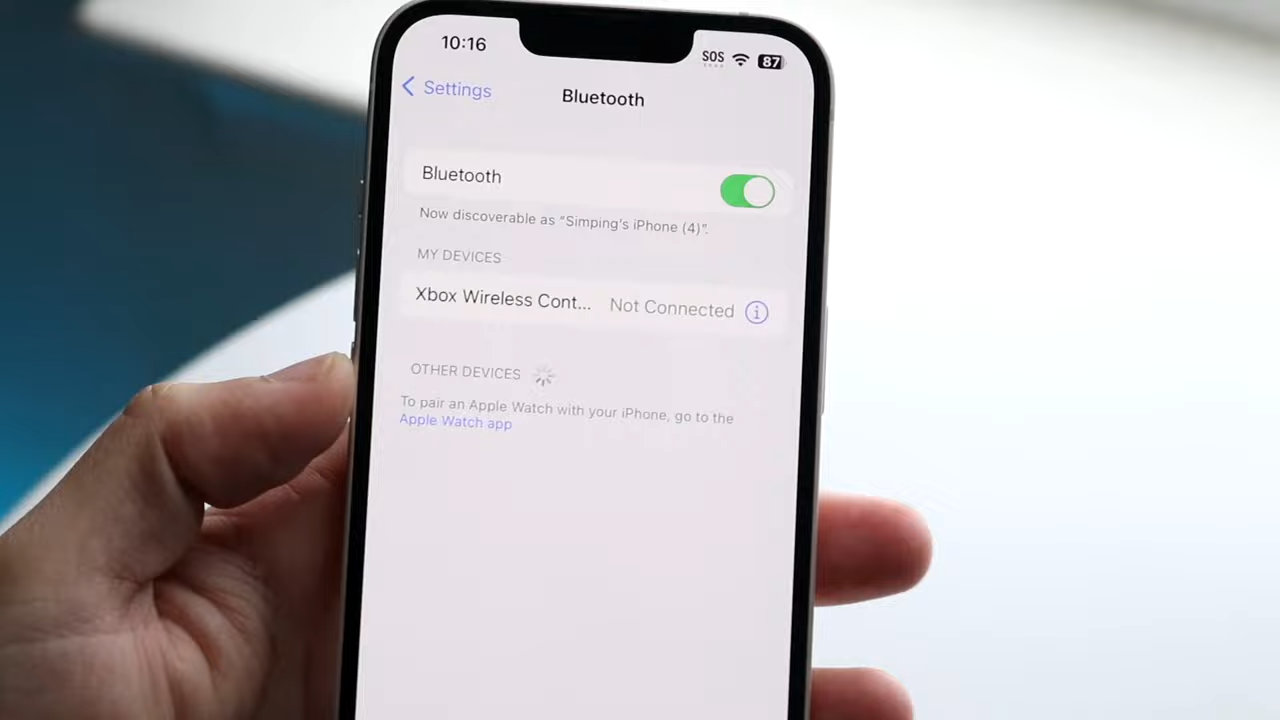 10:16
SOS
87
Settings
Bluetooth
Bluetooth
Now discoverable as “Simping's iPhone (4)”.
MY DEVICES
Xbox Wireless Cont... Not Connected
OTHER DEVICES
To pair an Apple Watch with your iPhone, go to the
Apple Watch app